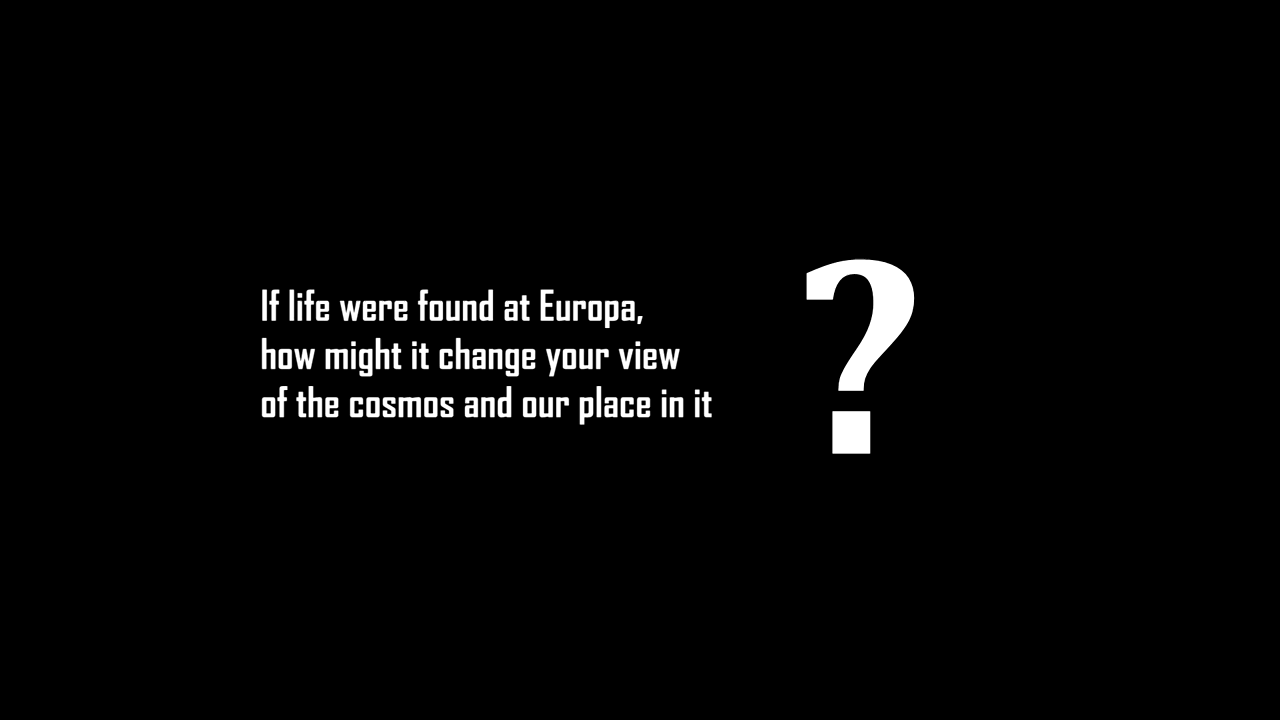 If life were found at Europa,
how might it change your view
of the cosmos and our place in it
?